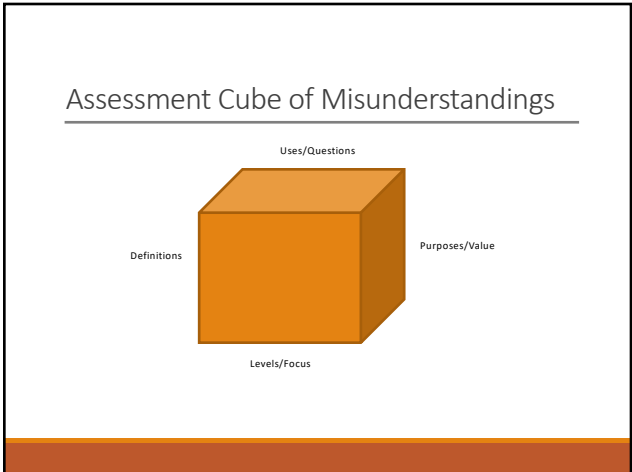 Assessment Cube of Misunderstandings
Uses/Questions
Definitions
Purposes/Value
Levels/Focus